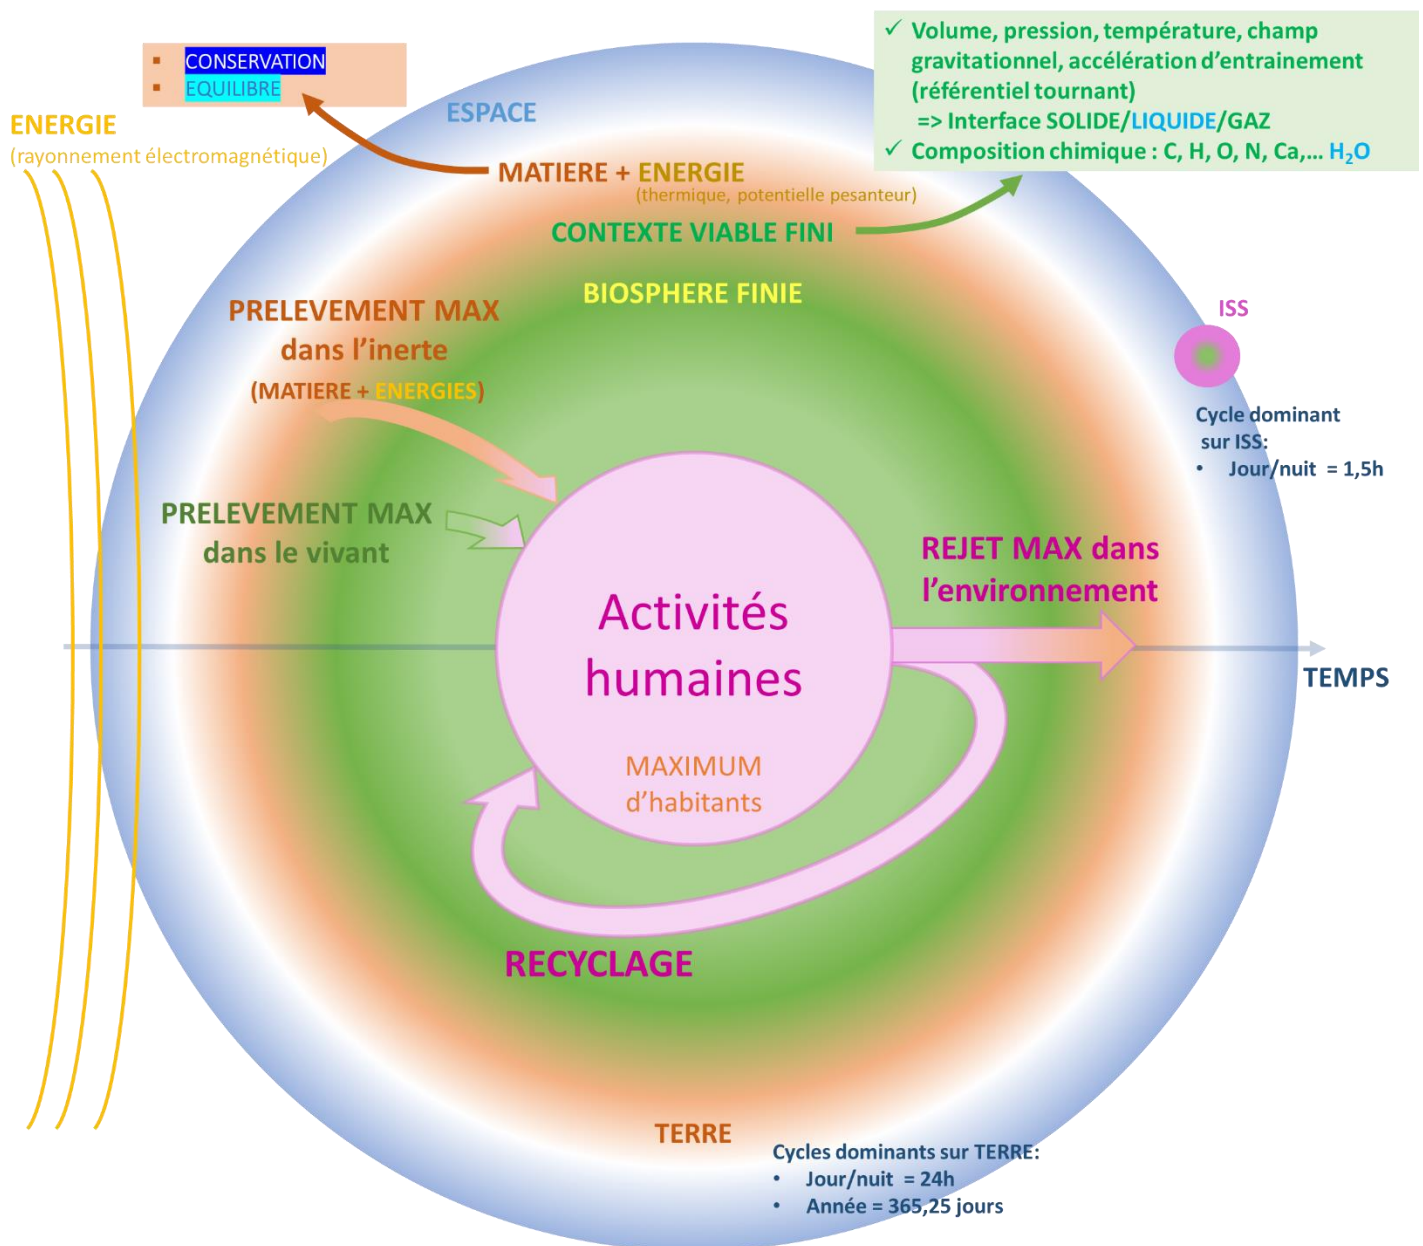 ▪ CONSERVATION
▪ EQUILIBRE
✓ Volume, pression, température, champ
gravitationnel, accélération d’entrainement
(référentiel tournant)
=> Interface SOLIDE/LIQUIDE/GAZ
✓ Composition chimique : C, H, O, N, Ca,... H₂O
ENERGIE
(rayonnement électromagnétique)
ESPACE
MATIERE + ENERGIE
(thermique, potentielle pesanteur)
CONTEXTE VIABLE FINI
BIOSPHERE FINIE
PRELEVEMENT MAX
dans l’inerte
(MATIERE + ENERGIES)
ISS
Cycle dominant
sur ISS:
• Jour/nuit = 1,5h
PRELEVEMENT MAX
dans le vivant
REJET MAX dans
l’environnement
Activités
humaines
TEMPS
MAXIMUM
d’habitants
RECYCLAGE
TERRE
Cycles dominants sur TERRE:
• Jour/nuit = 24h
• Année = 365,25 jours